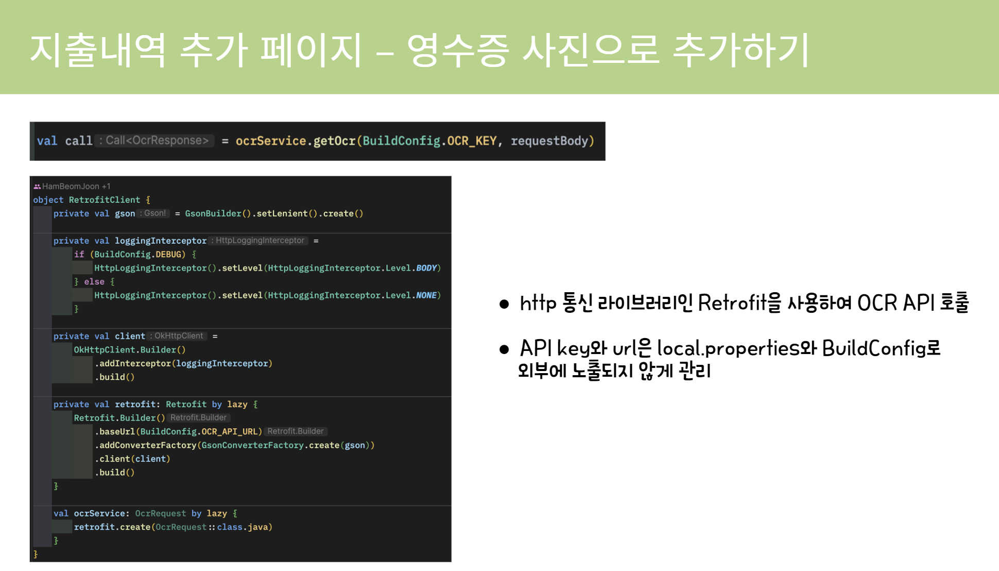 지출내역 추가 페이지 – 영수증 사진으로 추가하기
val call : Call<OcrResponse> = ocrService.getOcr(BuildConfig.OCR_KEY, requestBody)
HamBeomJoon +1
object RetrofitClient {
private val gson : Gson! = GsonBuilder().setLenient().create()
private val loggingInterceptor : HttpLoggingInterceptor =
if (BuildConfig.DEBUG) {
HttpLoggingInterceptor().setLevel(HttpLoggingInterceptor.Level.BODY)
} else {
HttpLoggingInterceptor().setLevel(HttpLoggingInterceptor.Level.NONE)
}
private val client : OkHttpClient =
OkHttpClient.Builder()
.addInterceptor(loggingInterceptor)
.build()
private val retrofit: Retrofit by lazy {
Retrofit.Builder() Retrofit.Builder
.baseUrl(BuildConfig.OCR_API_URL) Retrofit.Builder
.addConverterFactory(GsonConverterFactory.create(gson))
.client(client)
.build()
}
val ocrService: OcrRequest by lazy {
retrofit.create(OcrRequest::class.java)
}
}
● http 통신 라이브러리인 Retrofit을 사용하여 OCR API 호출
● API key와 url은 local.properties와 BuildConfig로
외부에 노출되지 않게 관리